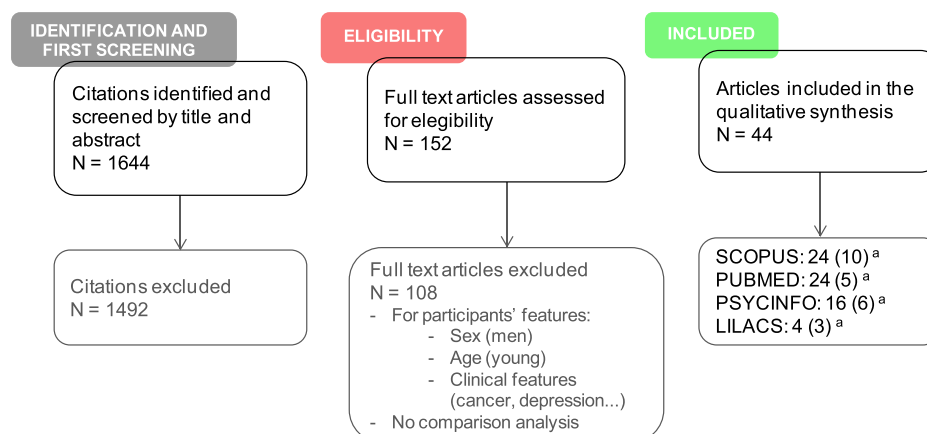 IDENTIFICATION AND
FIRST SCREENING
Citations identified and
screened by title and
abstract
N = 1644
Citations excluded
N = 1492
ELIGIBILITY
Full text articles assessed
for elegibility
N = 152
Full text articles excluded
N = 108
- For participants’ features:
- Sex (men)
- Age (young)
- Clinical features
(cancer, depression...)
- No comparison analysis
INCLUDED
Articles included in the
qualitative synthesis
N = 44
SCOPUS: 24 (10) a
PUBMED: 24 (5) a
PSYCINFO: 16 (6) a
LILACS: 4 (3) a